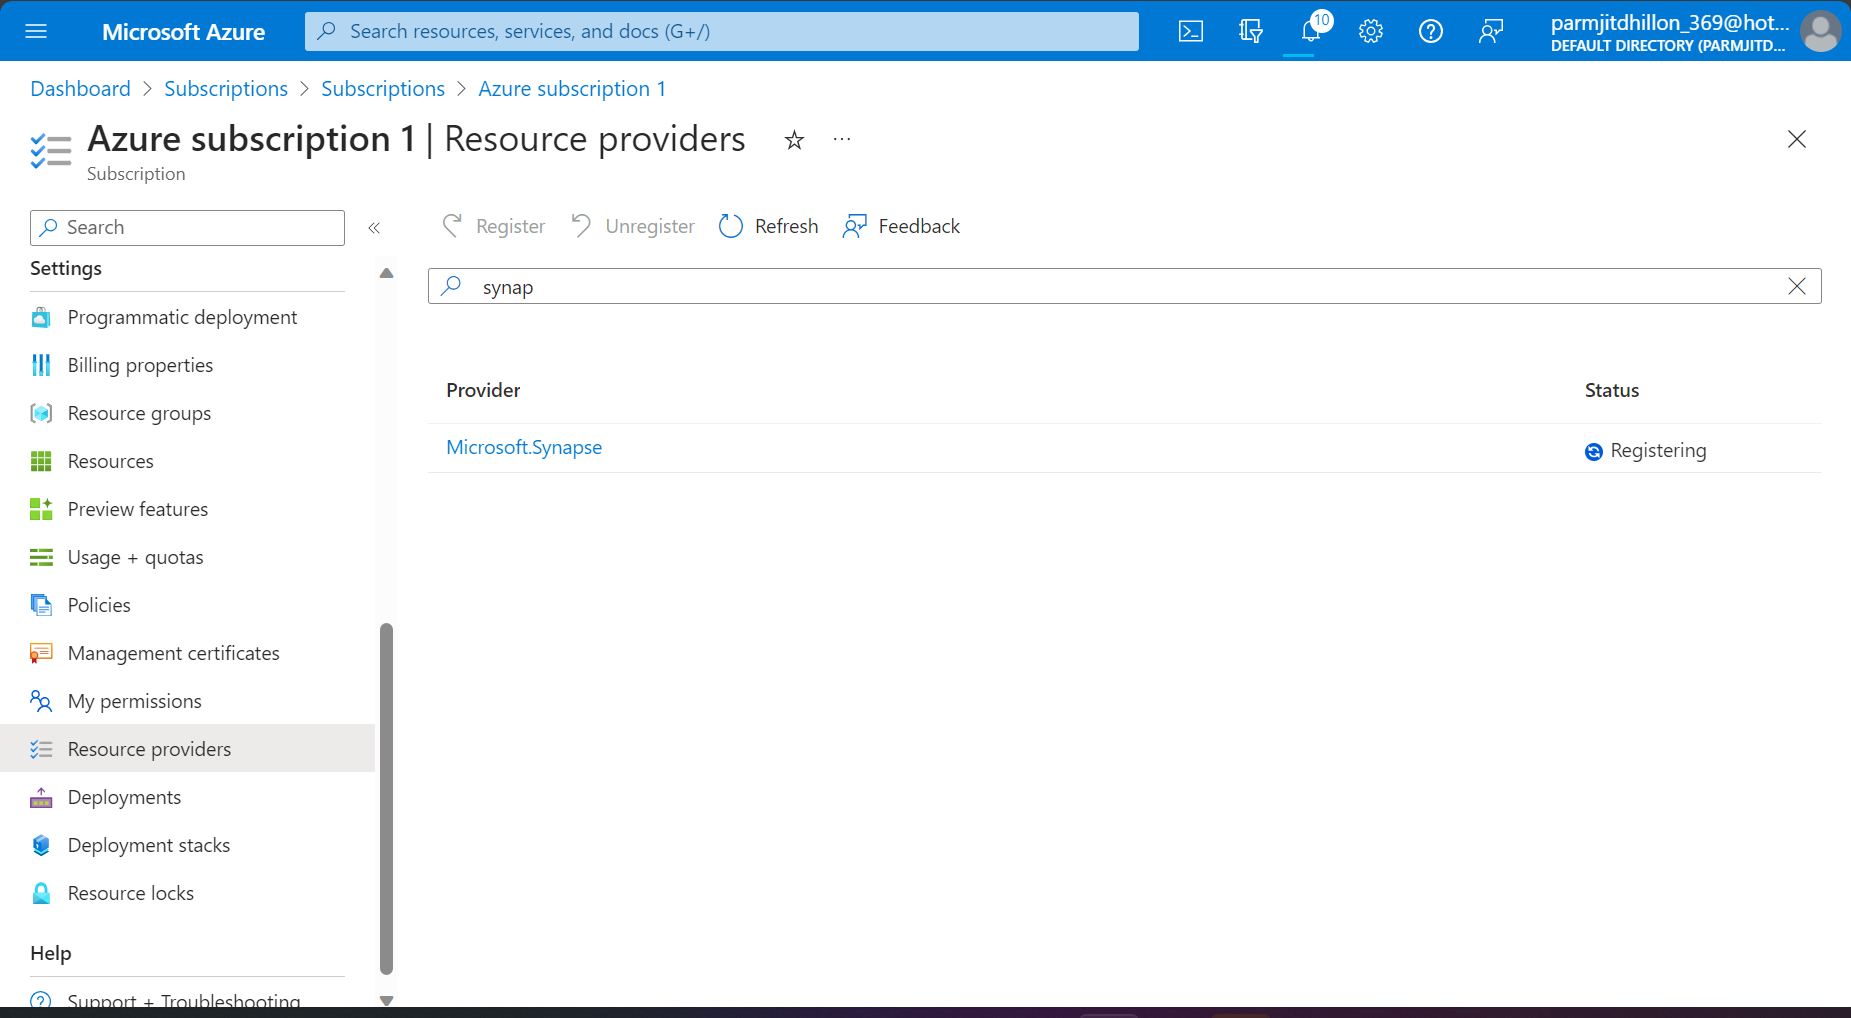 Microsoft Azure
Search resources, services, and docs (G+/)
10
parmjitdhillon_369@hot...
DEFAULT DIRECTORY (PARMJITD...
Dashboard > Subscriptions > Subscriptions > Azure subscription 1
Azure subscription 1 | Resource providers
Subscription
Search
Register
Unregister
Refresh
Feedback
synap
Settings
Programmatic deployment
Billing properties
Resource groups
Resources
Preview features
Usage + quotas
Policies
Management certificates
My permissions
Resource providers
Deployments
Deployment stacks
Resource locks
Help
Support + Troubleshooting
Provider
Status
Microsoft.Synapse
Registering